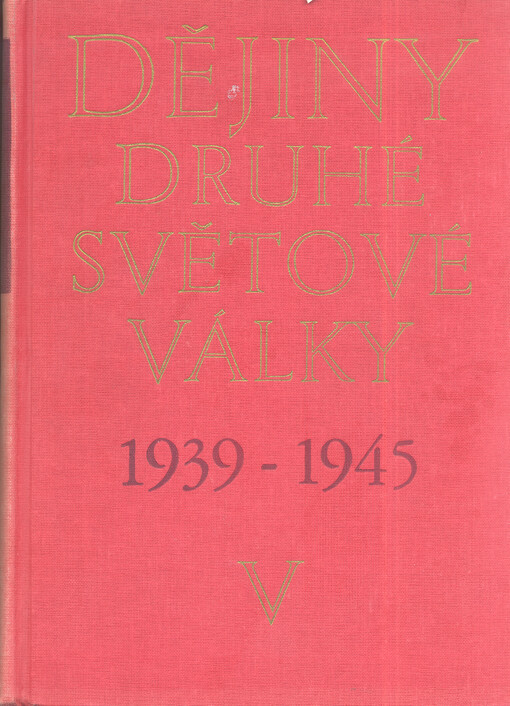 DĚJINY
DRUHÉ
SVĚTOVÉ
VÁLKY
1939 - 1945
V